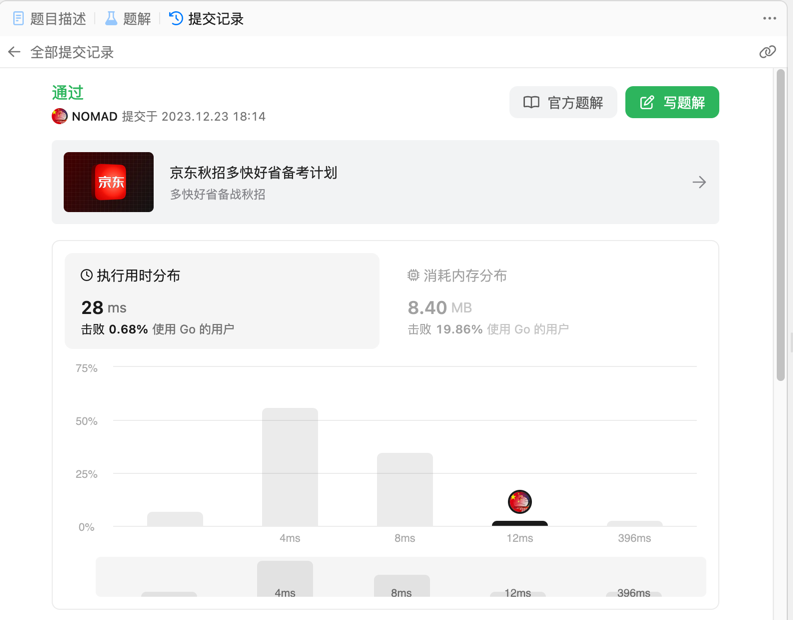 题目描述 题解 提交记录
全部提交记录
通过
NOMAD 提交于 2023.12.23 18:14
官方题解 写题解
京东
京东秋招多快好省备考计划
多快好省备战秋招
执行用时分布 消耗内存分布
28 ms 8.40 MB
击败 0.68% 使用 Go 的用户 击败 19.86% 使用 Go 的用户
75%
50%
25%
0%
4ms 8ms 12ms 396ms
4ms 8ms 12ms 396ms